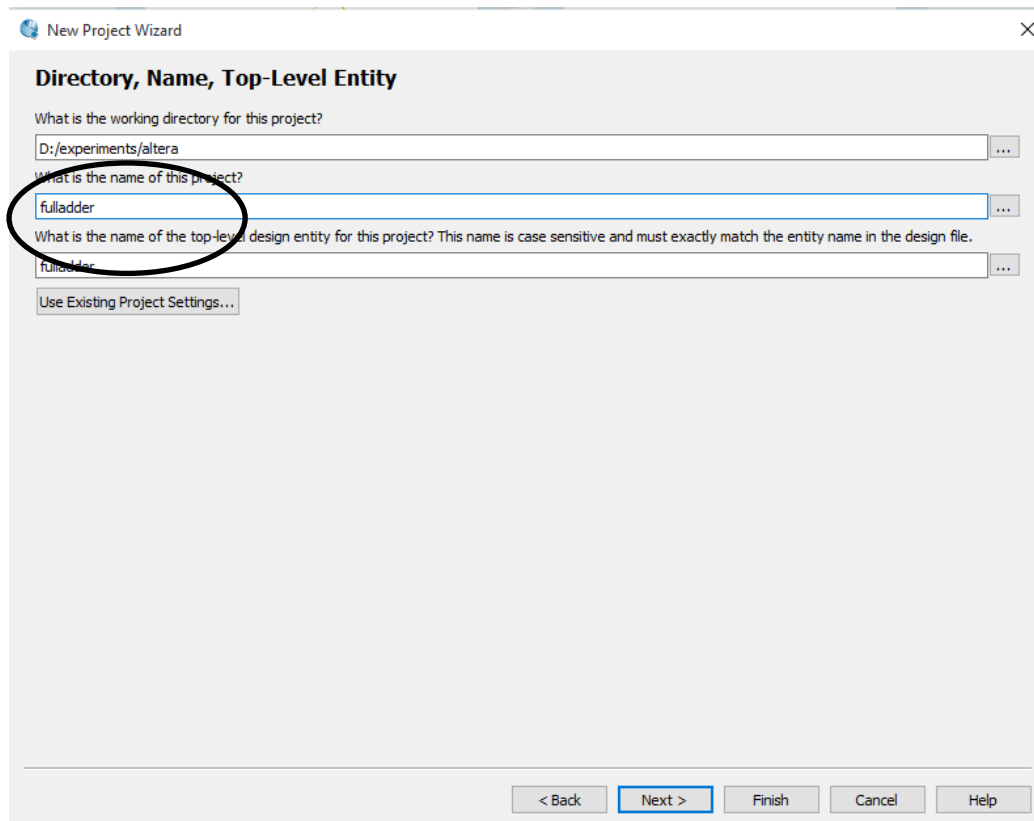 New Project Wizard
Directory, Name, Top-Level Entity
What is the working directory for this project?
D:/experiments/altera
...
What is the name of this project?
fulladder
...
What is the name of the top-level design entity for this project? This name is case sensitive and must exactly match the entity name in the design file.
fulladder
...
Use Existing Project Settings...
< Back
Next >
Finish
Cancel
Help